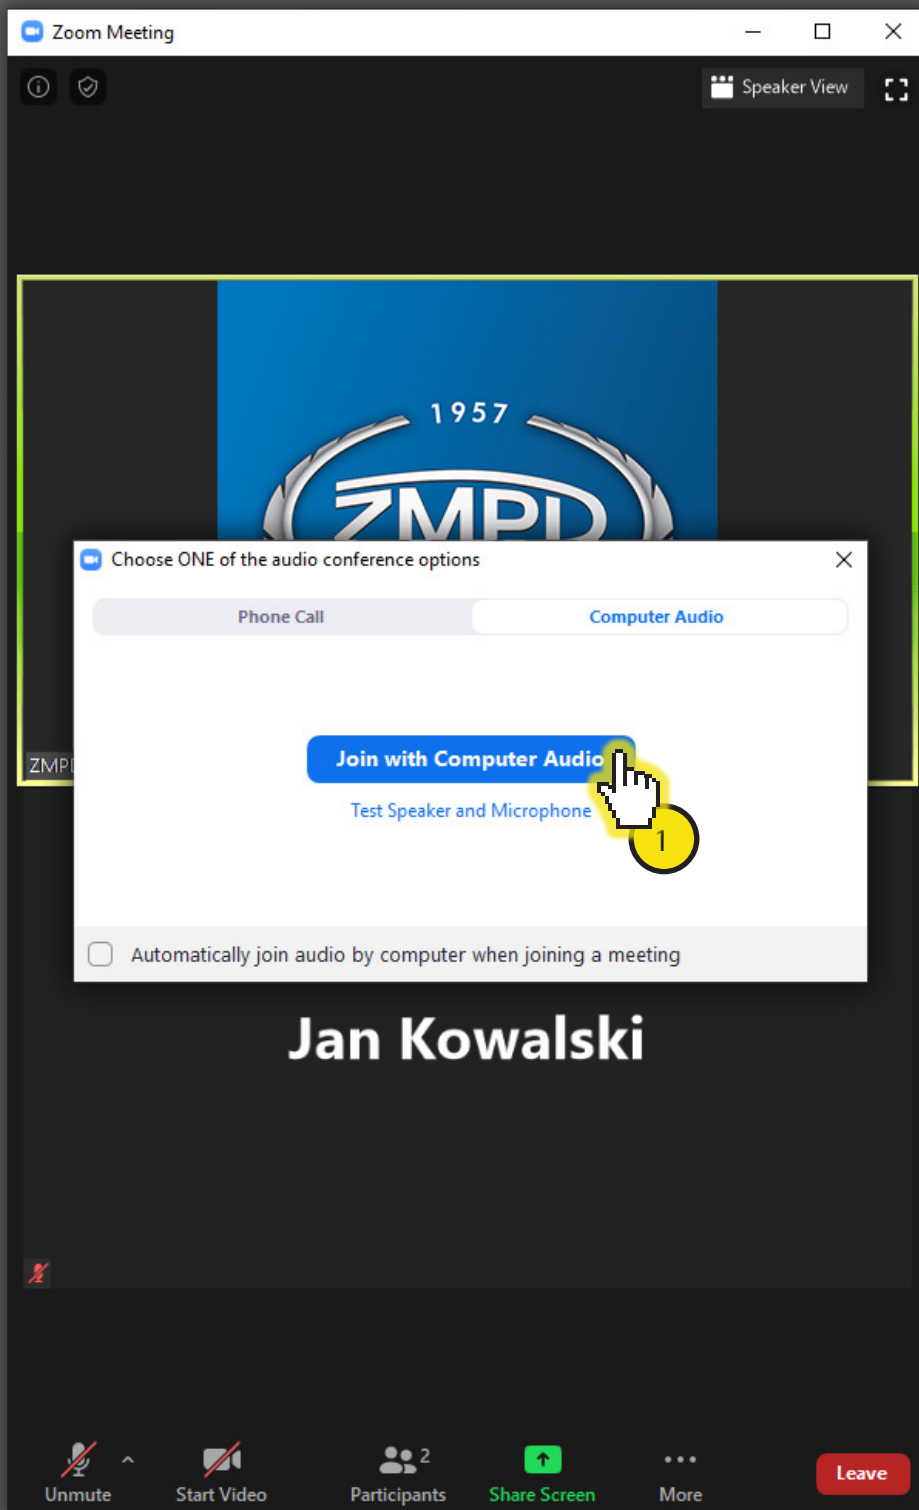 Zoom Meeting
Speaker View
1957
ZMPD
Choose ONE of the audio conference options
Phone Call
Computer Audio
Join with Computer Audio
ZMPD
Test Speaker and Microphone
1
Automatically join audio by computer when joining a meeting
Jan Kowalski
2
Unmute
Start Video
Participants
Share Screen
More
Leave